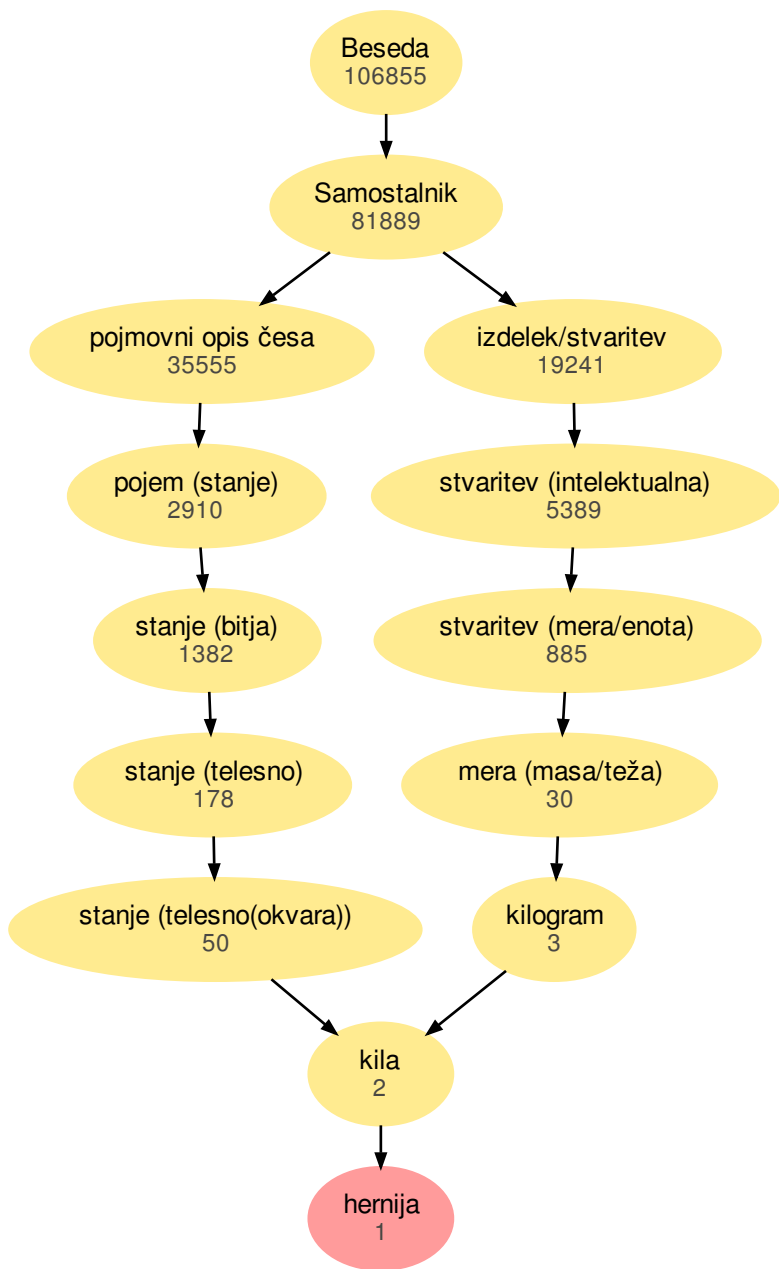 Beseda
106855
Samostalnik
81889
pojmovni opis česa
35555
izdelek/stvaritev
19241
pojem (stanje)
2910
stvaritev (intelektualna)
5389
stanje (bitja)
1382
stvaritev (mera/enota)
885
stanje (telesno)
178
mera (masa/teža)
30
stanje (telesno(okvara))
50
kilogram
3
kila
2
hernija
1